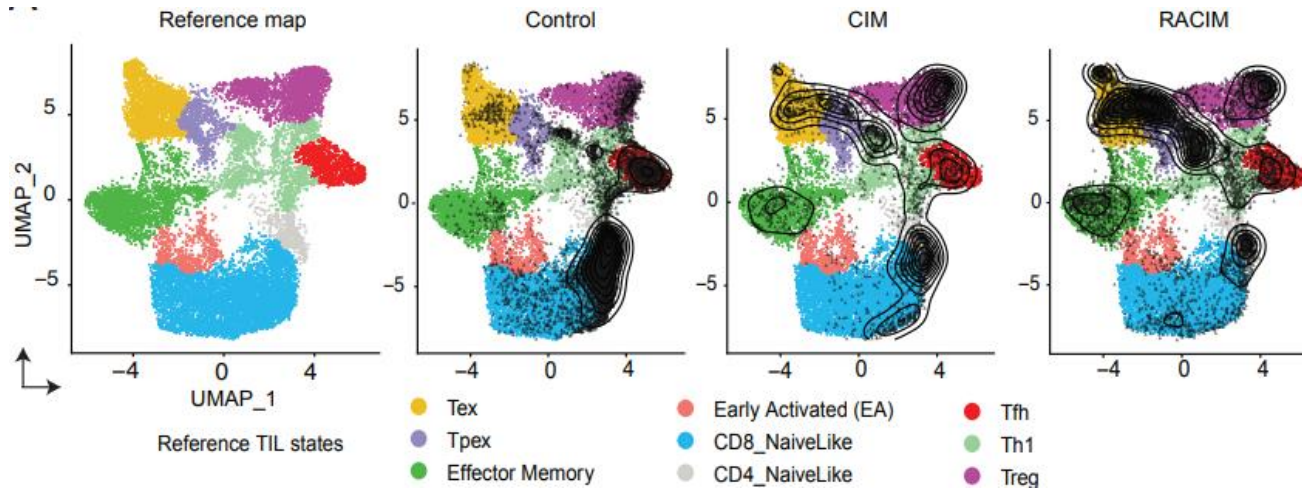 Reference map
Control
CIM
RACIM
UMAP_2
5
0
−5
5
0
−5
5
0
−5
5
0
−5
−4 0 4
−4 0 4
−4 0 4
−4 0 4
UMAP_1
Reference TIL states
Tex
Tpex
Effector Memory
Early Activated (EA)
CD8_NaiveLike
CD4_NaiveLike
Tfh
Th1
Treg